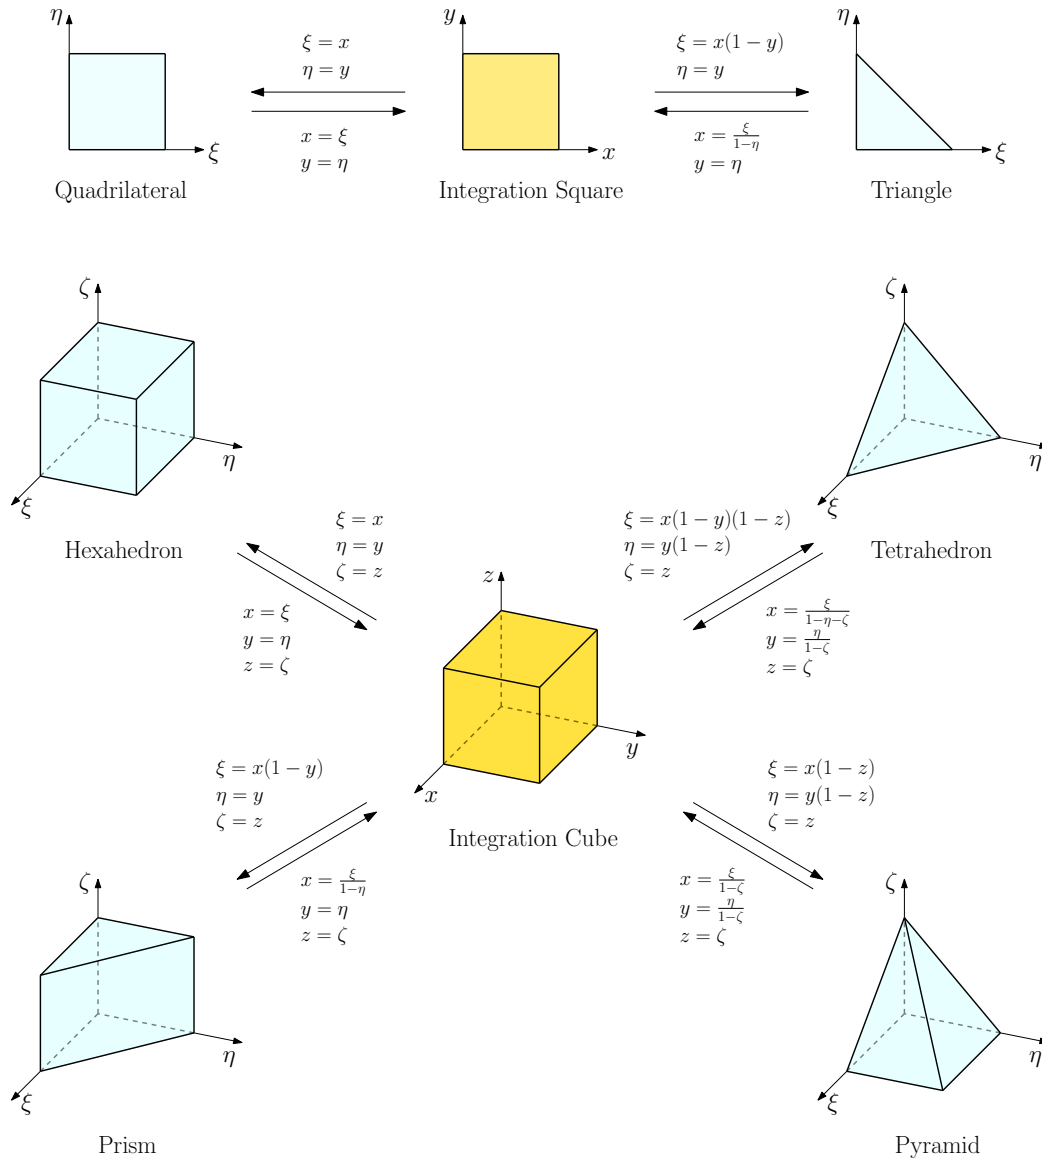 η
ξ
Quadrilateral
ξ = x
η = y
x = ξ
y = η
y
x
Integration Square
ξ = x(1 − y)
η = y
x = ξ/(1−η)
y = η
η
ξ
Triangle
ζ
η
ξ
Hexahedron
ξ = x
η = y
ζ = z
x = ξ
y = η
z = ζ
ζ
η
ξ
Tetrahedron
ξ = x(1 − y)(1 − z)
η = y(1 − z)
ζ = z
x = ξ/(1−η−ζ)
y = η/(1−ζ)
z = ζ
z
y
x
Integration Cube
ξ = x(1 − y)
η = y
ζ = z
x = ξ/(1−η)
y = η
z = ζ
ζ
η
ξ
Prism
ξ = x(1 − z)
η = y(1 − z)
ζ = z
x = ξ/(1−ζ)
y = η/(1−ζ)
z = ζ
ζ
η
ξ
Pyramid